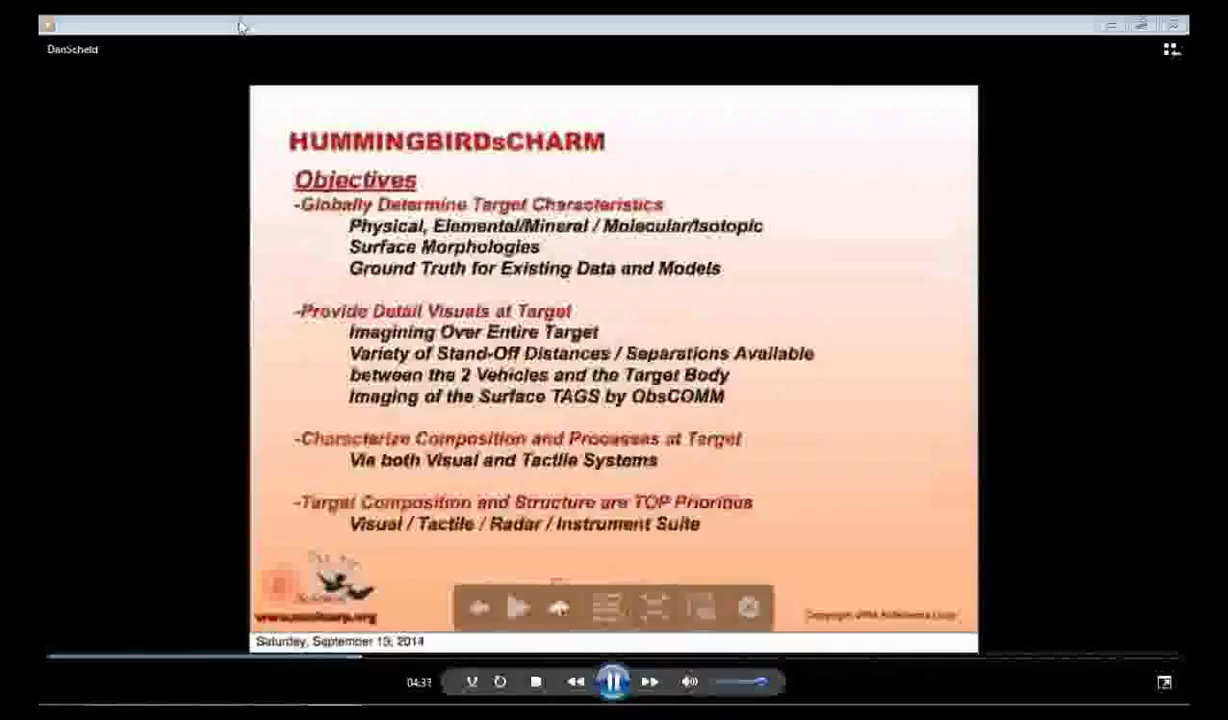 DanScheld
HUMMINGBIRDsCHARM
Objectives
-Globally Determine Target Characteristics
Physical, Elemental/Mineral / Molecular/Isotopic
Surface Morphologies
Ground Truth for Existing Data and Models
-Provide Detail Visuals at Target
Imagining Over Entire Target
Variety of Stand-Off Distances / Separations Available
between the 2 Vehicles and the Target Body
Imaging of the Surface TAGS by ObsCOMM
-Characterize Composition and Processes at Target
Via both Visual and Tactile Systems
-Target Composition and Structure are TOP Priorities
Visual / Tactile / Radar / Instrument Suite
Saturday, September 13, 2014
04:37